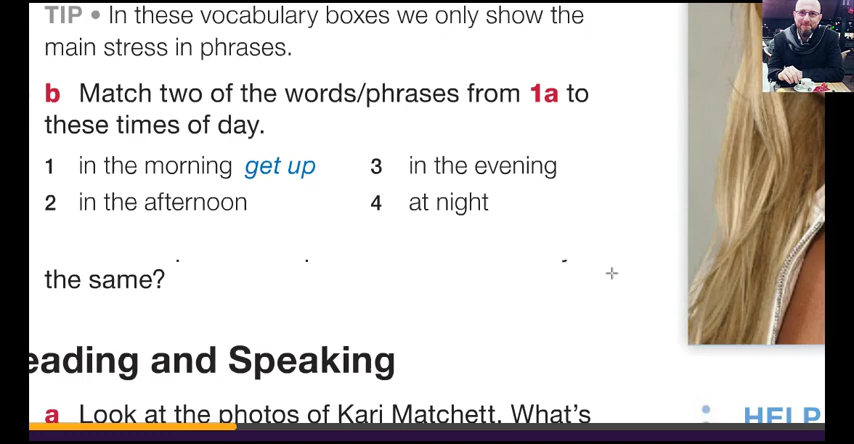 TIP • In these vocabulary boxes we only show the
main stress in phrases.
b Match two of the words/phrases from 1a to
these times of day.
1 in the morning get up
2 in the afternoon
3 in the evening
4 at night
the same?
eading and Speaking
a Look at the photos of Kari Matchett. What's
HELP